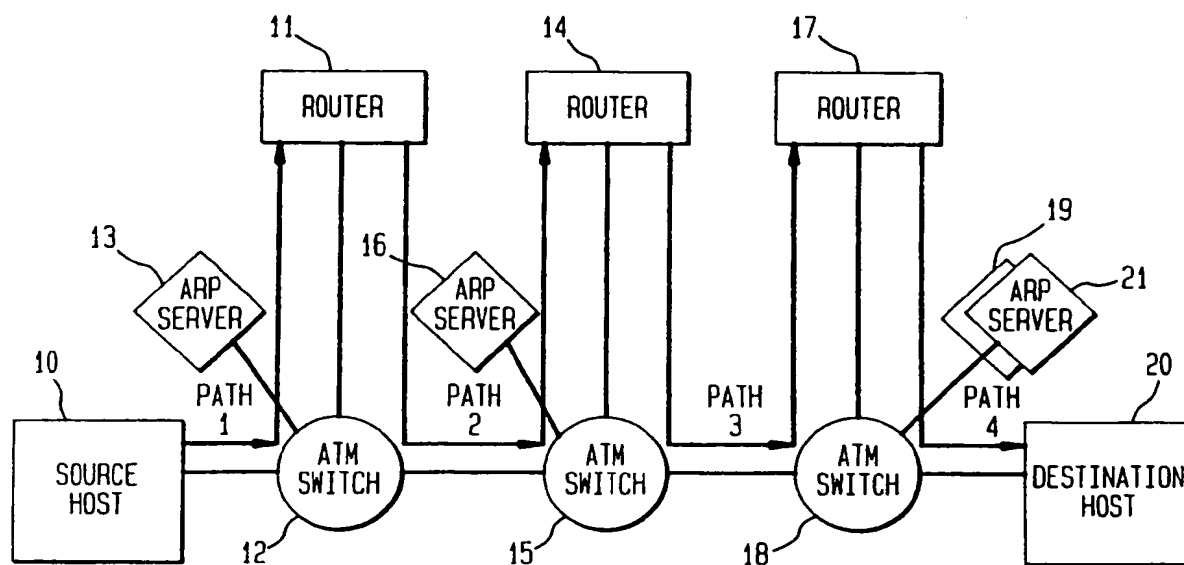 11
14
17
ROUTER
ROUTER
ROUTER
13
16
19
ARP
SERVER
ARP
SERVER
ARP
SERVER
21
10
20
PATH
1
PATH
2
PATH
3
PATH
4
SOURCE
HOST
ATM
SWITCH
ATM
SWITCH
ATM
SWITCH
DESTINATION
HOST
12
15
18